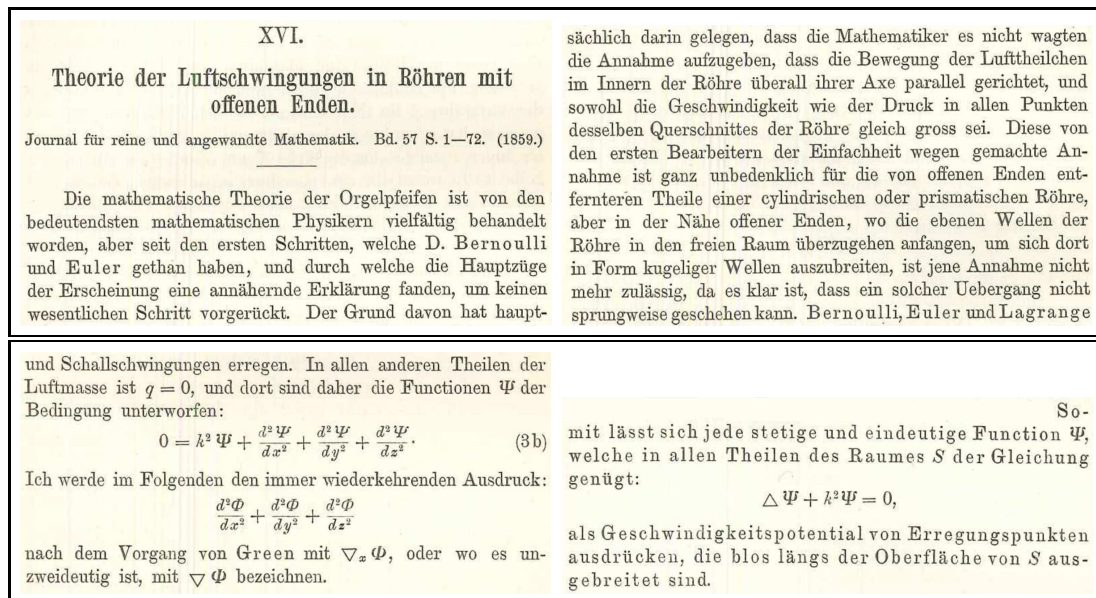 XVI.
Theorie der Luftschwingungen in Röhren mit
offenen Enden.
Journal für reine und angewandte Mathematik. Bd. 57 S. 1—72. (1859.)
Die mathematische Theorie der Orgelpfeifen ist von den
bedeutendsten mathematischen Physikern vielfältig behandelt
worden, aber seit den ersten Schritten, welche D. Bernoulli
und Euler gethan haben, und durch welche die Hauptzüge
der Erscheinung eine annähernde Erklärung fanden, um keinen
wesentlichen Schritt vorgerückt. Der Grund davon hat haupt-
sächlich darin gelegen, dass die Mathematiker es nicht wagten
die Annahme aufzugeben, dass die Bewegung der Lufttheilchen
im Innern der Röhre überall ihrer Axe parallel gerichtet, und
sowohl die Geschwindigkeit wie der Druck in allen Punkten
desselben Querschnittes der Röhre gleich gross sei. Diese von
den ersten Bearbeitern der Einfachheit wegen gemachte An-
nahme ist ganz unbedenklich für die von offenen Enden ent-
fernteren Theile einer cylindrischen oder prismatischen Röhre,
aber in der Nähe offener Enden, wo die ebenen Wellen der
Röhre in den freien Raum überzugehen anfangen, um sich dort
in Form kugeliger Wellen auszubreiten, ist jene Annahme nicht
mehr zulässig, da es klar ist, dass ein solcher Uebergang nicht
sprungweise geschehen kann. Bernoulli, Euler und Lagrange
und Schallschwingungen erregen. In allen anderen Theilen der
Luftmasse ist q = 0, und dort sind daher die Functionen Ψ der
Bedingung unterworfen:
0 = k² Ψ + d²Ψ/dx² + d²Ψ/dy² + d²Ψ/dz². (3b)
Ich werde im Folgenden den immer wiederkehrenden Ausdruck:
d²Φ/dx² + d²Φ/dy² + d²Φ/dz²
nach dem Vorgang von Green mit ▽ₓ Φ, oder wo es un-
zweideutig ist, mit ▽ Φ bezeichnen.
So-
mit lässt sich jede stetige und eindeutige Function Ψ,
welche in allen Theilen des Raumes S der Gleichung
genügt:
△ Ψ + k²Ψ = 0,
als Geschwindigkeitspotential von Erregungspunkten
ausdrücken, die blos längs der Oberfläche von S aus-
gebreitet sind.